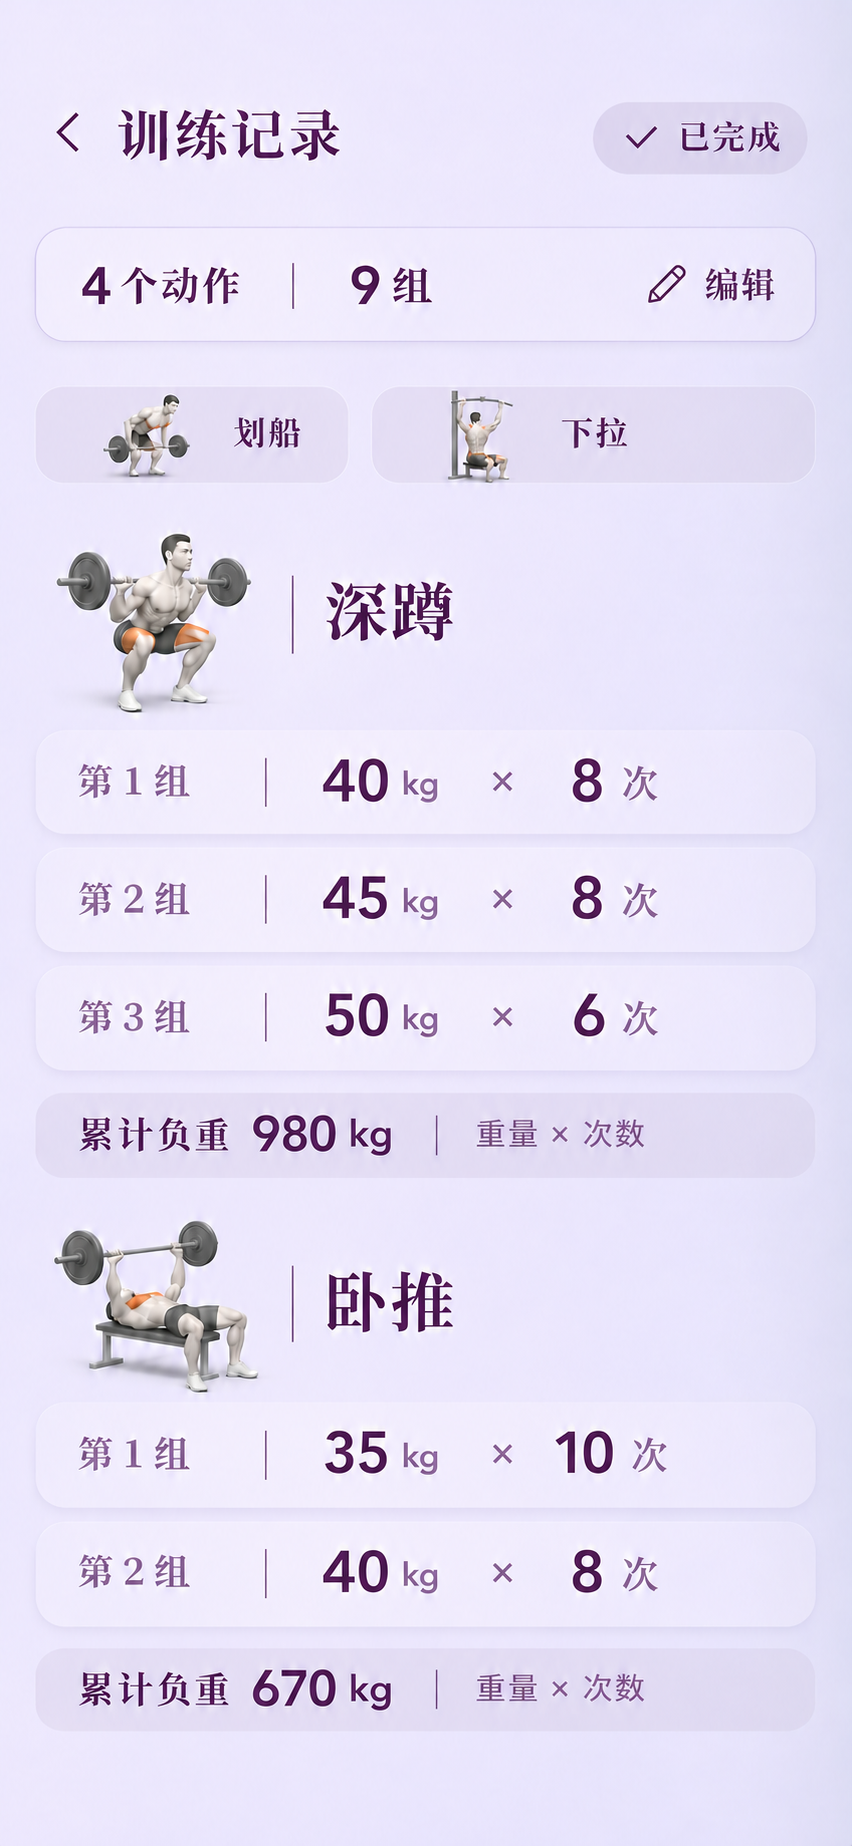 训练记录 已完成
4个动作 9组 编辑
划船 下拉
深蹲
第1组 40 kg × 8 次
第2组 45 kg × 8 次
第3组 50 kg × 6 次
累计负重 980 kg 重量 × 次数
卧推
第1组 35 kg × 10 次
第2组 40 kg × 8 次
累计负重 670 kg 重量 × 次数